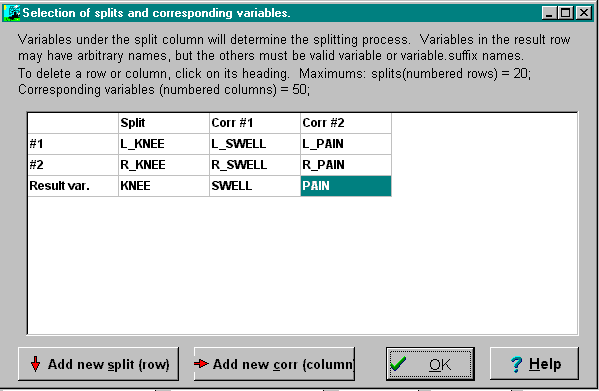 Selection of splits and corresponding variables.
Variables under the split column will determine the splitting process.  Variables in the result row
may have arbitrary names, but the others must be valid variable or variable.suffix names.
To delete a row or column, click on its heading.  Maximums: splits(numbered rows) = 20;
Corresponding variables (numbered columns) = 50;
Split Corr #1 Corr #2
#1 L_KNEE L_SWELL L_PAIN
#2 R_KNEE R_SWELL R_PAIN
Result var. KNEE SWELL PAIN
Add new split (row) Add new corr (column) OK ? Help